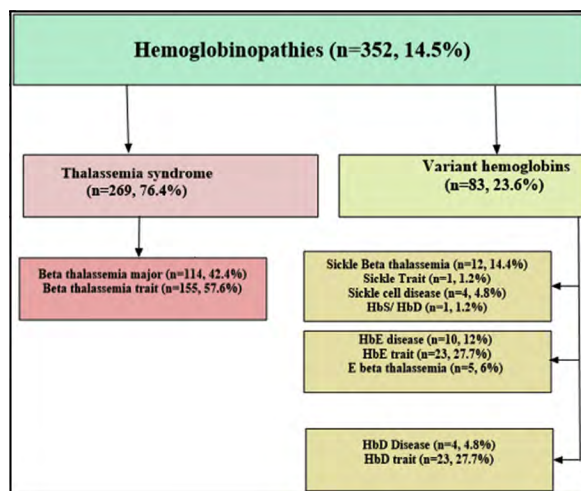 Hemoglobinopathies (n=352, 14.5%)
Thalassemia syndrome
(n=269, 76.4%)
Variant hemoglobins
(n=83, 23.6%)
Beta thalassemia major (n=114, 42.4%)
Beta thalassemia trait (n=155, 57.6%)
Sickle Beta thalassemia (n=12, 14.4%)
Sickle Trait (n=1, 1.2%)
Sickle cell disease (n=4, 4.8%)
HbS/ HbD (n=1, 1.2%)
HbE disease (n=10, 12%)
HbE trait (n=23, 27.7%)
E beta thalassemia (n=5, 6%)
HbD Disease (n=4, 4.8%)
HbD trait (n=23, 27.7%)